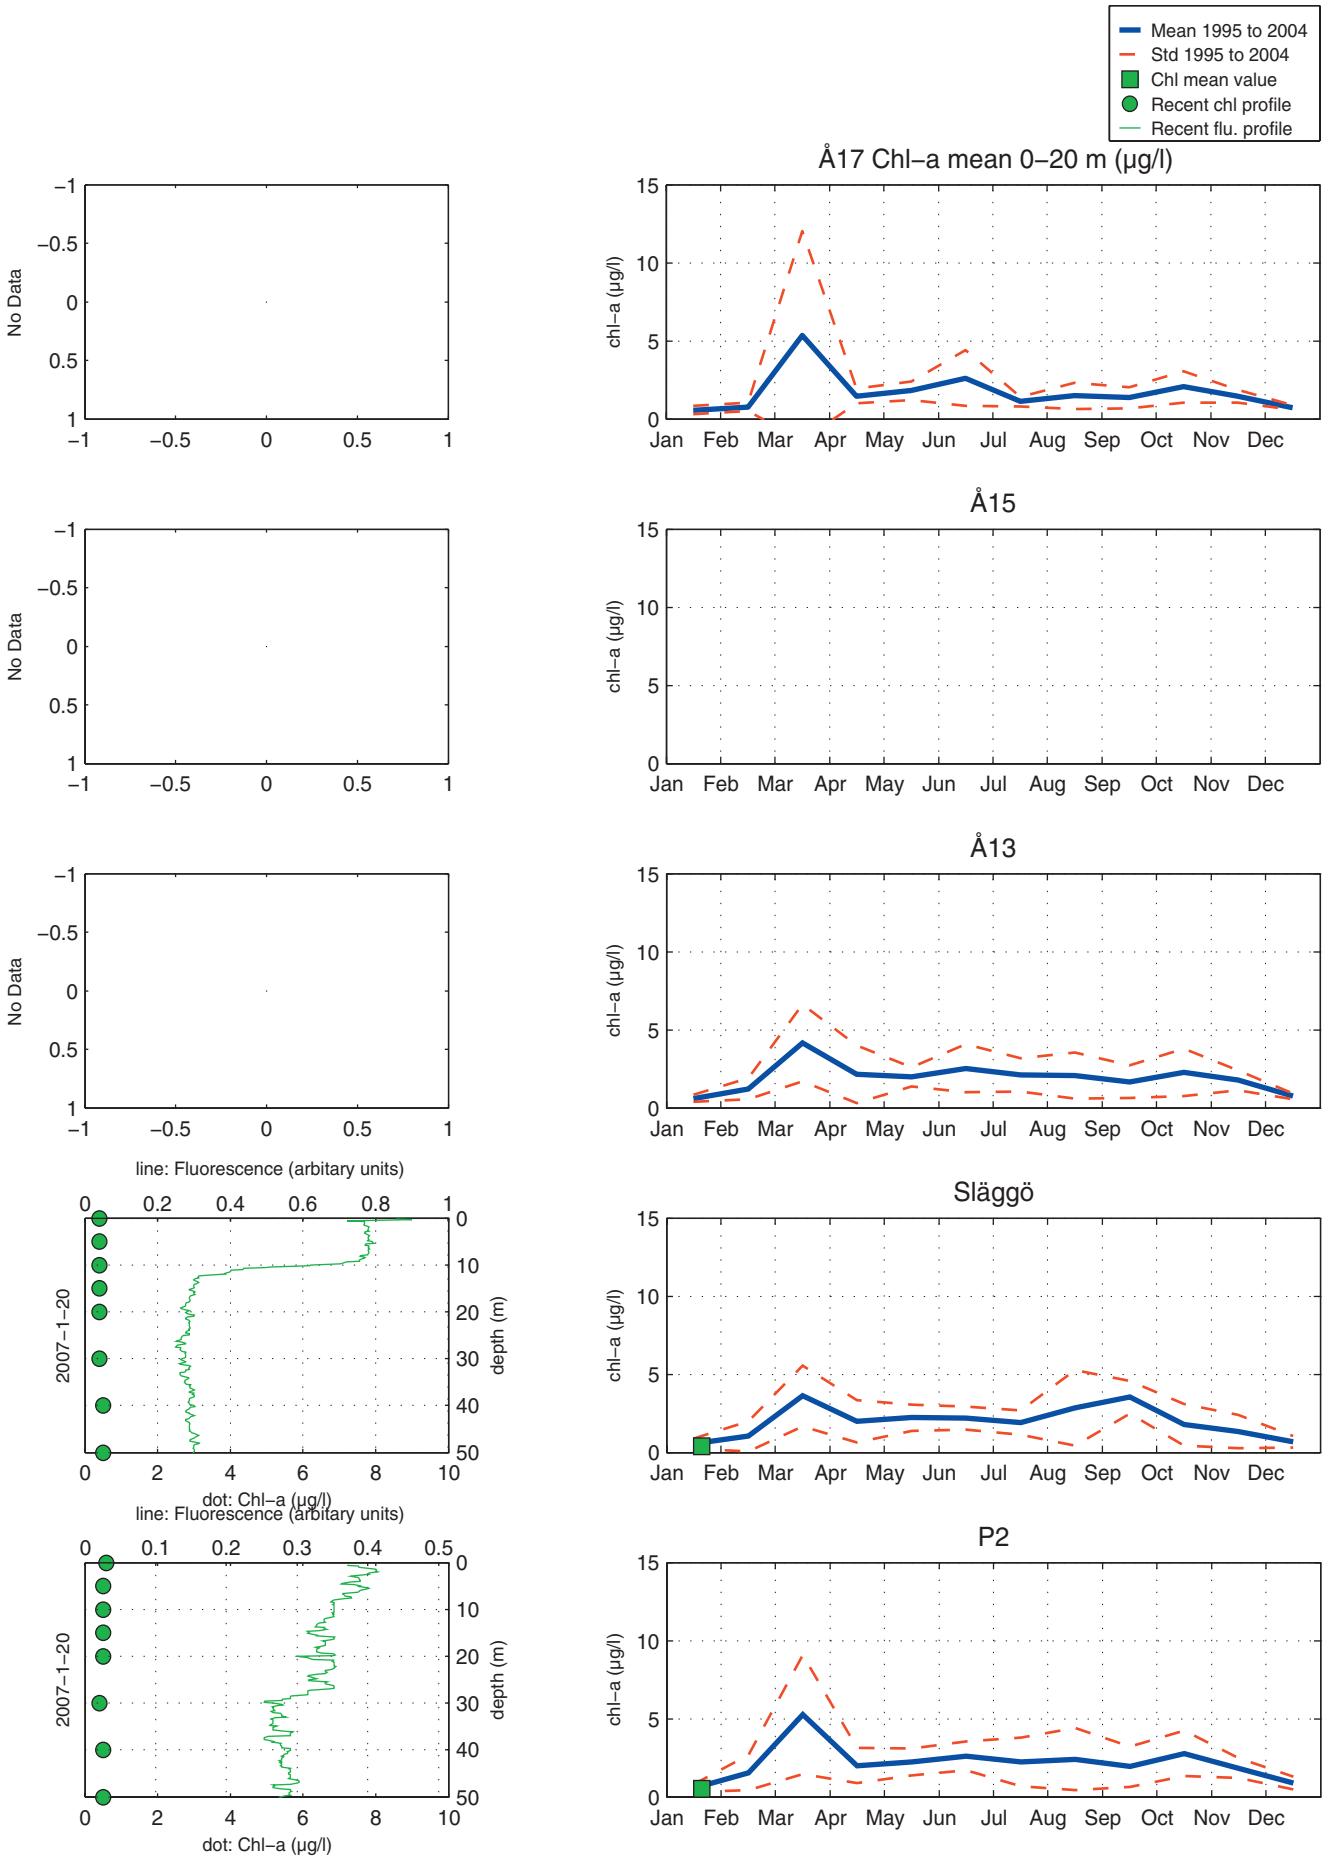 Mean 1995 to 2004
Std 1995 to 2004
Chl mean value
Recent chl profile
Recent flu. profile
Å17 Chl−a mean 0−20 m (µg/l)
−1
−0.5
0
0.5
1
−1 −0.5 0 0.5 1
No Data
15
10
5
0
chl−a (µg/l)
Jan Feb Mar Apr May Jun Jul Aug Sep Oct Nov Dec
Å15
−1
−0.5
0
0.5
1
−1 −0.5 0 0.5 1
No Data
15
10
5
0
chl−a (µg/l)
Jan Feb Mar Apr May Jun Jul Aug Sep Oct Nov Dec
Å13
−1
−0.5
0
0.5
1
−1 −0.5 0 0.5 1
No Data
15
10
5
0
chl−a (µg/l)
Jan Feb Mar Apr May Jun Jul Aug Sep Oct Nov Dec
line: Fluorescence (arbitary units)
0 0.2 0.4 0.6 0.8 1
0
10
20
30
40
50
depth (m)
2007−1−20
0 2 4 6 8 10
dot: Chl−a (µg/l)
Släggö
15
10
5
0
chl−a (µg/l)
Jan Feb Mar Apr May Jun Jul Aug Sep Oct Nov Dec
line: Fluorescence (arbitary units)
0 0.1 0.2 0.3 0.4 0.5
0
10
20
30
40
50
depth (m)
2007−1−20
0 2 4 6 8 10
dot: Chl−a (µg/l)
P2
15
10
5
0
chl−a (µg/l)
Jan Feb Mar Apr May Jun Jul Aug Sep Oct Nov Dec